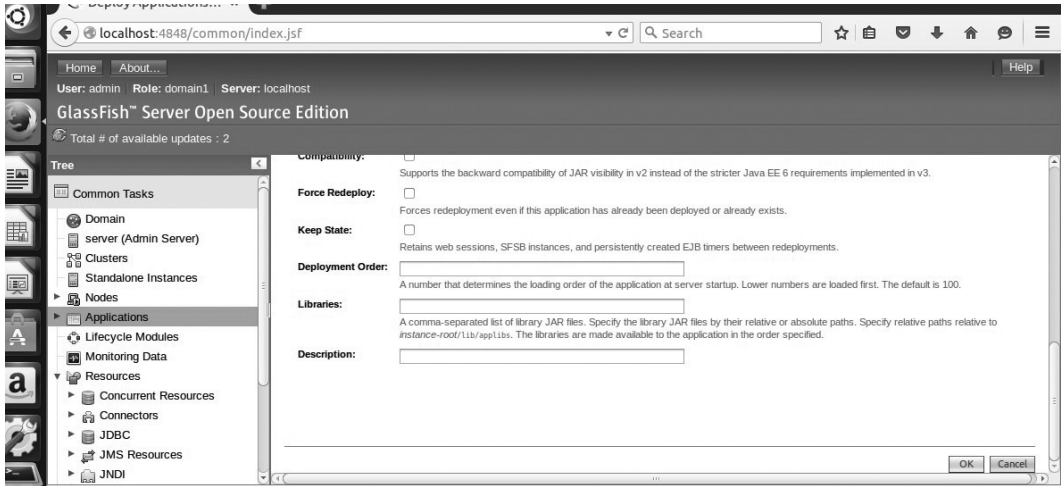 Deploy Applications...
localhost:4848/common/index.jsf
Search
Home About...
Help
User: admin Role: domain1 Server: localhost
GlassFish™ Server Open Source Edition
Total # of available updates : 2
Tree
Common Tasks
Domain
server (Admin Server)
Clusters
Standalone Instances
Nodes
Applications
Lifecycle Modules
Monitoring Data
Resources
Concurrent Resources
Connectors
JDBC
JMS Resources
JNDI
Compatibility:
Supports the backward compatibility of JAR visibility in v2 instead of the stricter Java EE 6 requirements implemented in v3.
Force Redeploy:
Forces redeployment even if this application has already been deployed or already exists.
Keep State:
Retains web sessions, SFSB instances, and persistently created EJB timers between redeployments.
Deployment Order:
A number that determines the loading order of the application at server startup. Lower numbers are loaded first. The default is 100.
Libraries:
A comma-separated list of library JAR files. Specify the library JAR files by their relative or absolute paths. Specify relative paths relative to
instance-root/lib/applibs. The libraries are made available to the application in the order specified.
Description:
OK Cancel